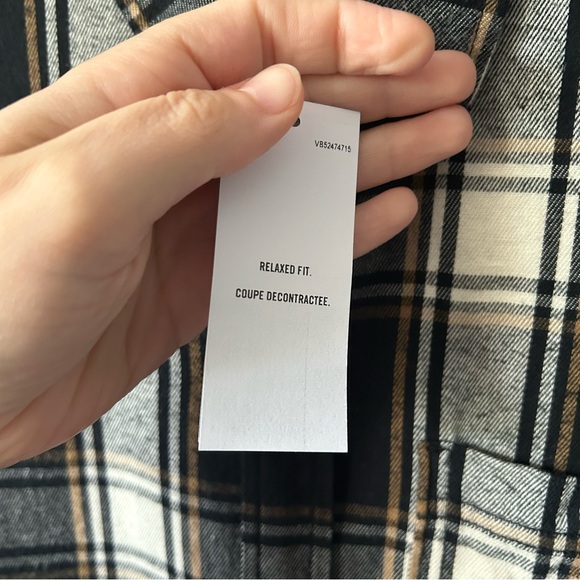 VB52474715
RELAXED FIT.
COUPE DECONTRACTEE.